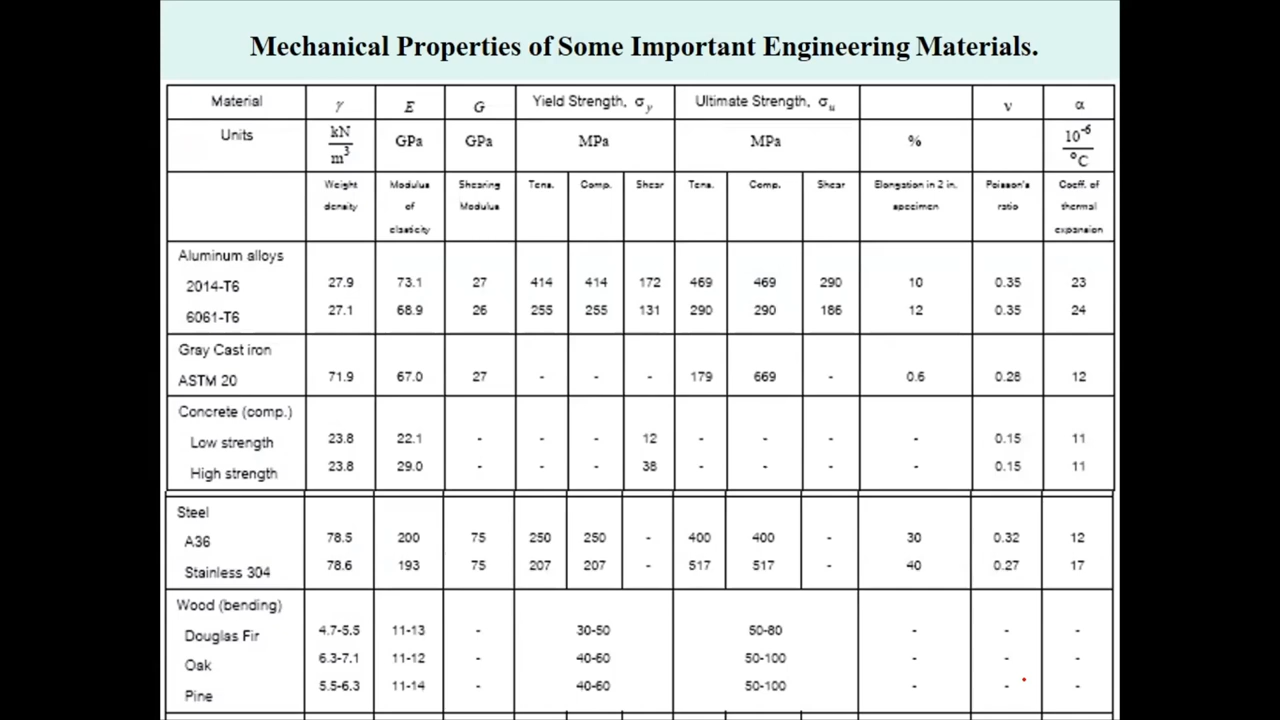 Mechanical Properties of Some Important Engineering Materials.
Material γ E G Yield Strength, σy Ultimate Strength, σu ν α
Units kN/m³ GPa GPa MPa MPa % 10⁻⁶/°C
Weight density Modulus of elasticity Shearing Modulus Tens. Comp. Shear Tens. Comp. Shear Elongation in 2 in. specimen Poisson's ratio Coeff. of thermal expansion
Aluminum alloys
2014-T6 27.9 73.1 27 414 414 172 469 469 290 10 0.35 23
6061-T6 27.1 68.9 26 255 255 131 290 290 186 12 0.35 24
Gray Cast iron
ASTM 20 71.9 67.0 27 - - - 179 669 - 0.6 0.28 12
Concrete (comp.)
Low strength 23.8 22.1 - - - 12 - - - - 0.15 11
High strength 23.8 29.0 - - - 38 - - - - 0.15 11
Steel
A36 78.5 200 75 250 250 - 400 400 - 30 0.32 12
Stainless 304 78.6 193 75 207 207 - 517 517 - 40 0.27 17
Wood (bending)
Douglas Fir 4.7-5.5 11-13 - 30-50 50-80 - - -
Oak 6.3-7.1 11-12 - 40-60 50-100 - - -
Pine 5.5-6.3 11-14 - 40-60 50-100 - - -